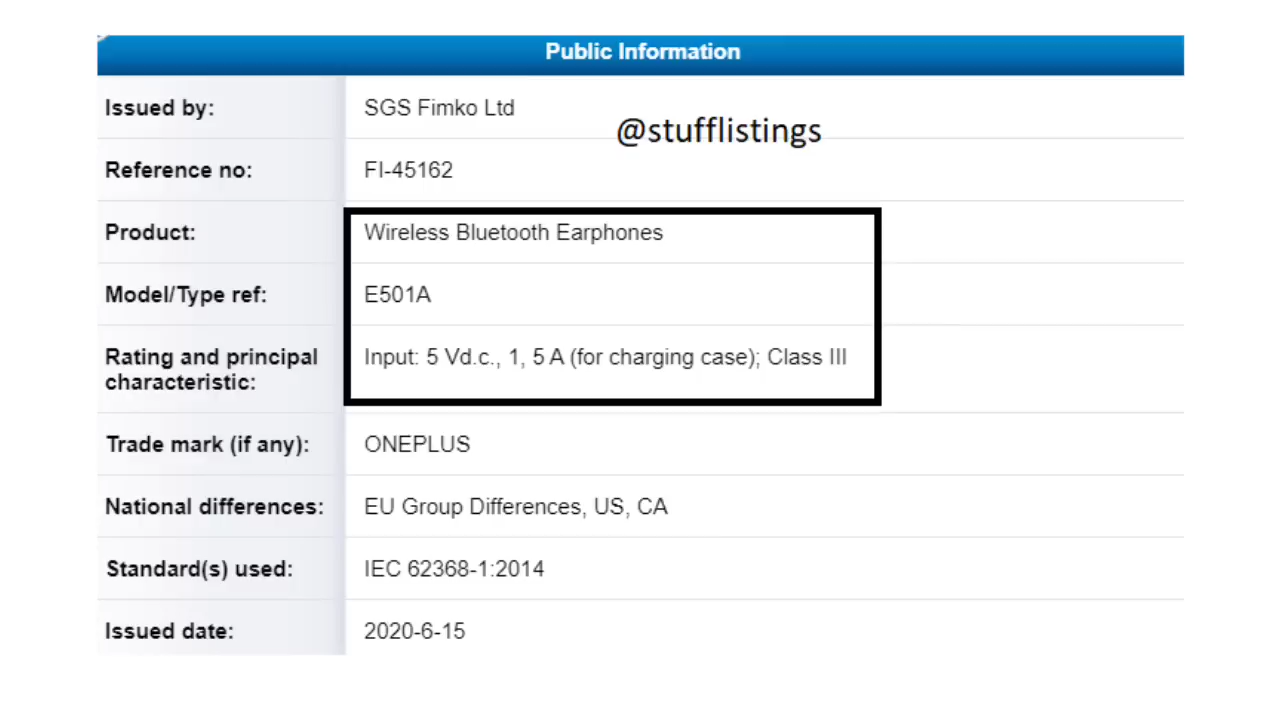 Public Information
Issued by: SGS Fimko Ltd
@stufflistings
Reference no: FI-45162
Product: Wireless Bluetooth Earphones
Model/Type ref: E501A
Rating and principal characteristic: Input: 5 Vd.c., 1, 5 A (for charging case); Class III
Trade mark (if any): ONEPLUS
National differences: EU Group Differences, US, CA
Standard(s) used: IEC 62368-1:2014
Issued date: 2020-6-15